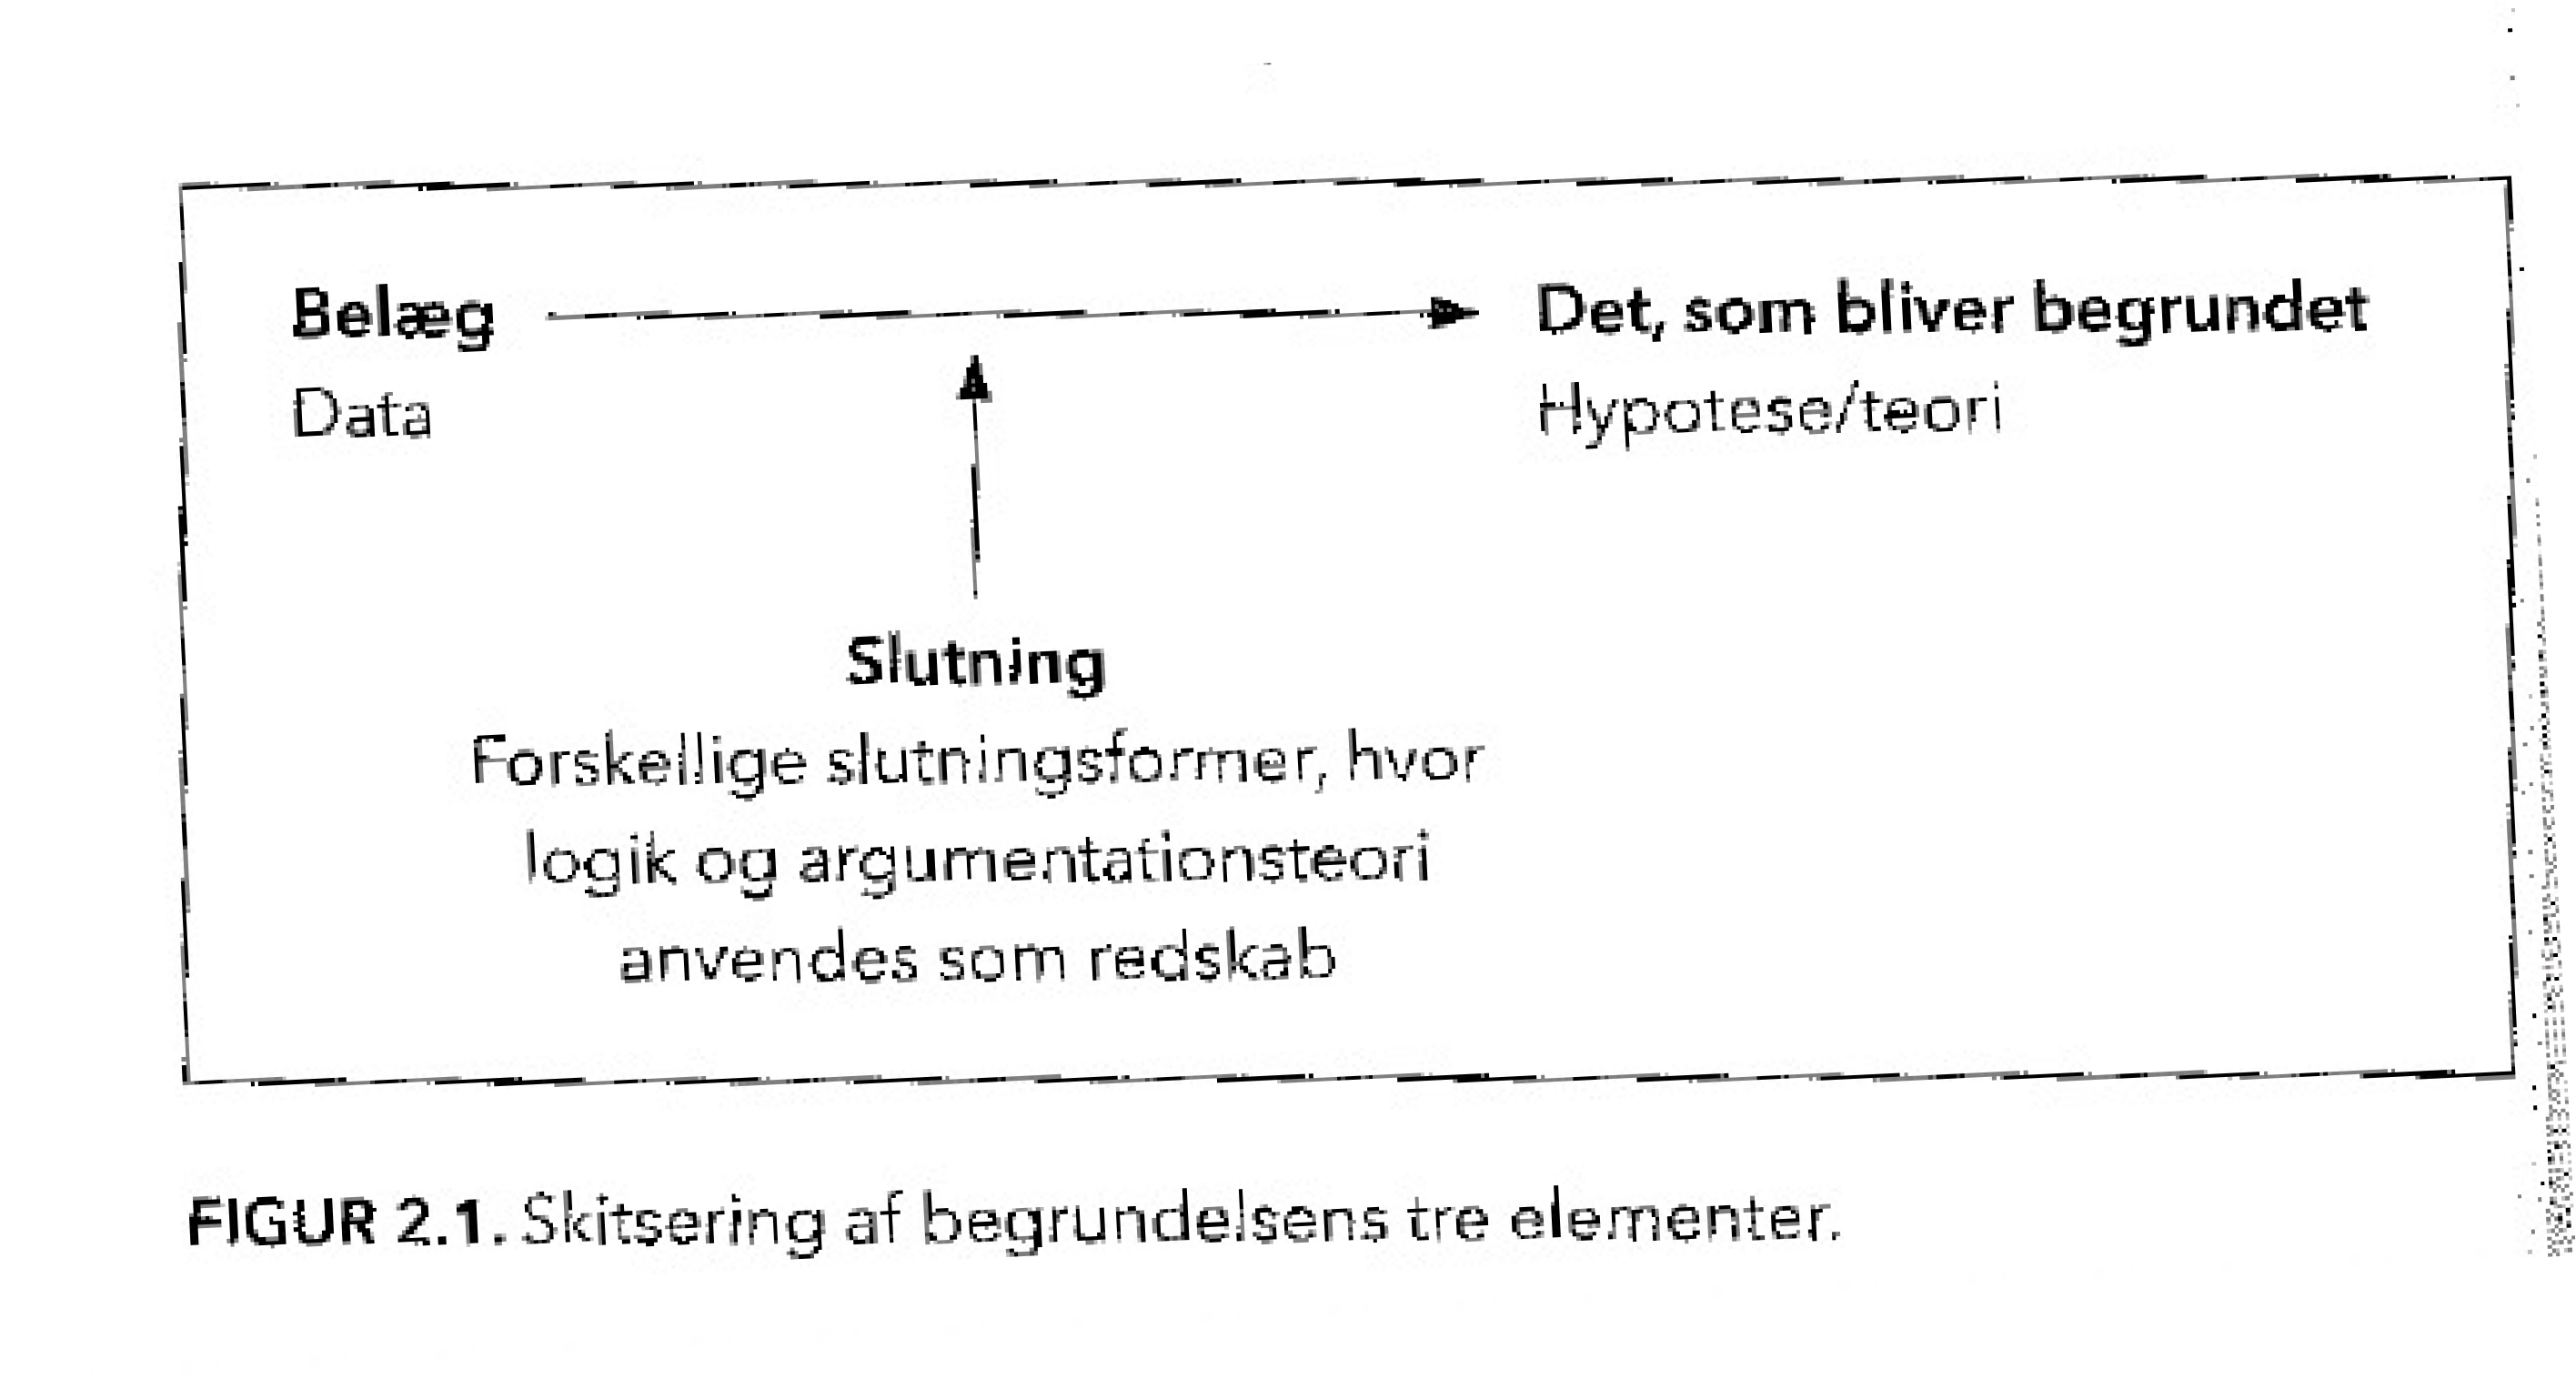 Belæg
Det, som bliver begrundet
Data
Hypotese/teori
Slutning
Forskellige slutningsformer, hvor
logik og argumentationsteori
anvendes som redskab
FIGUR 2.1. Skitsering af begrundelsens tre elementer.